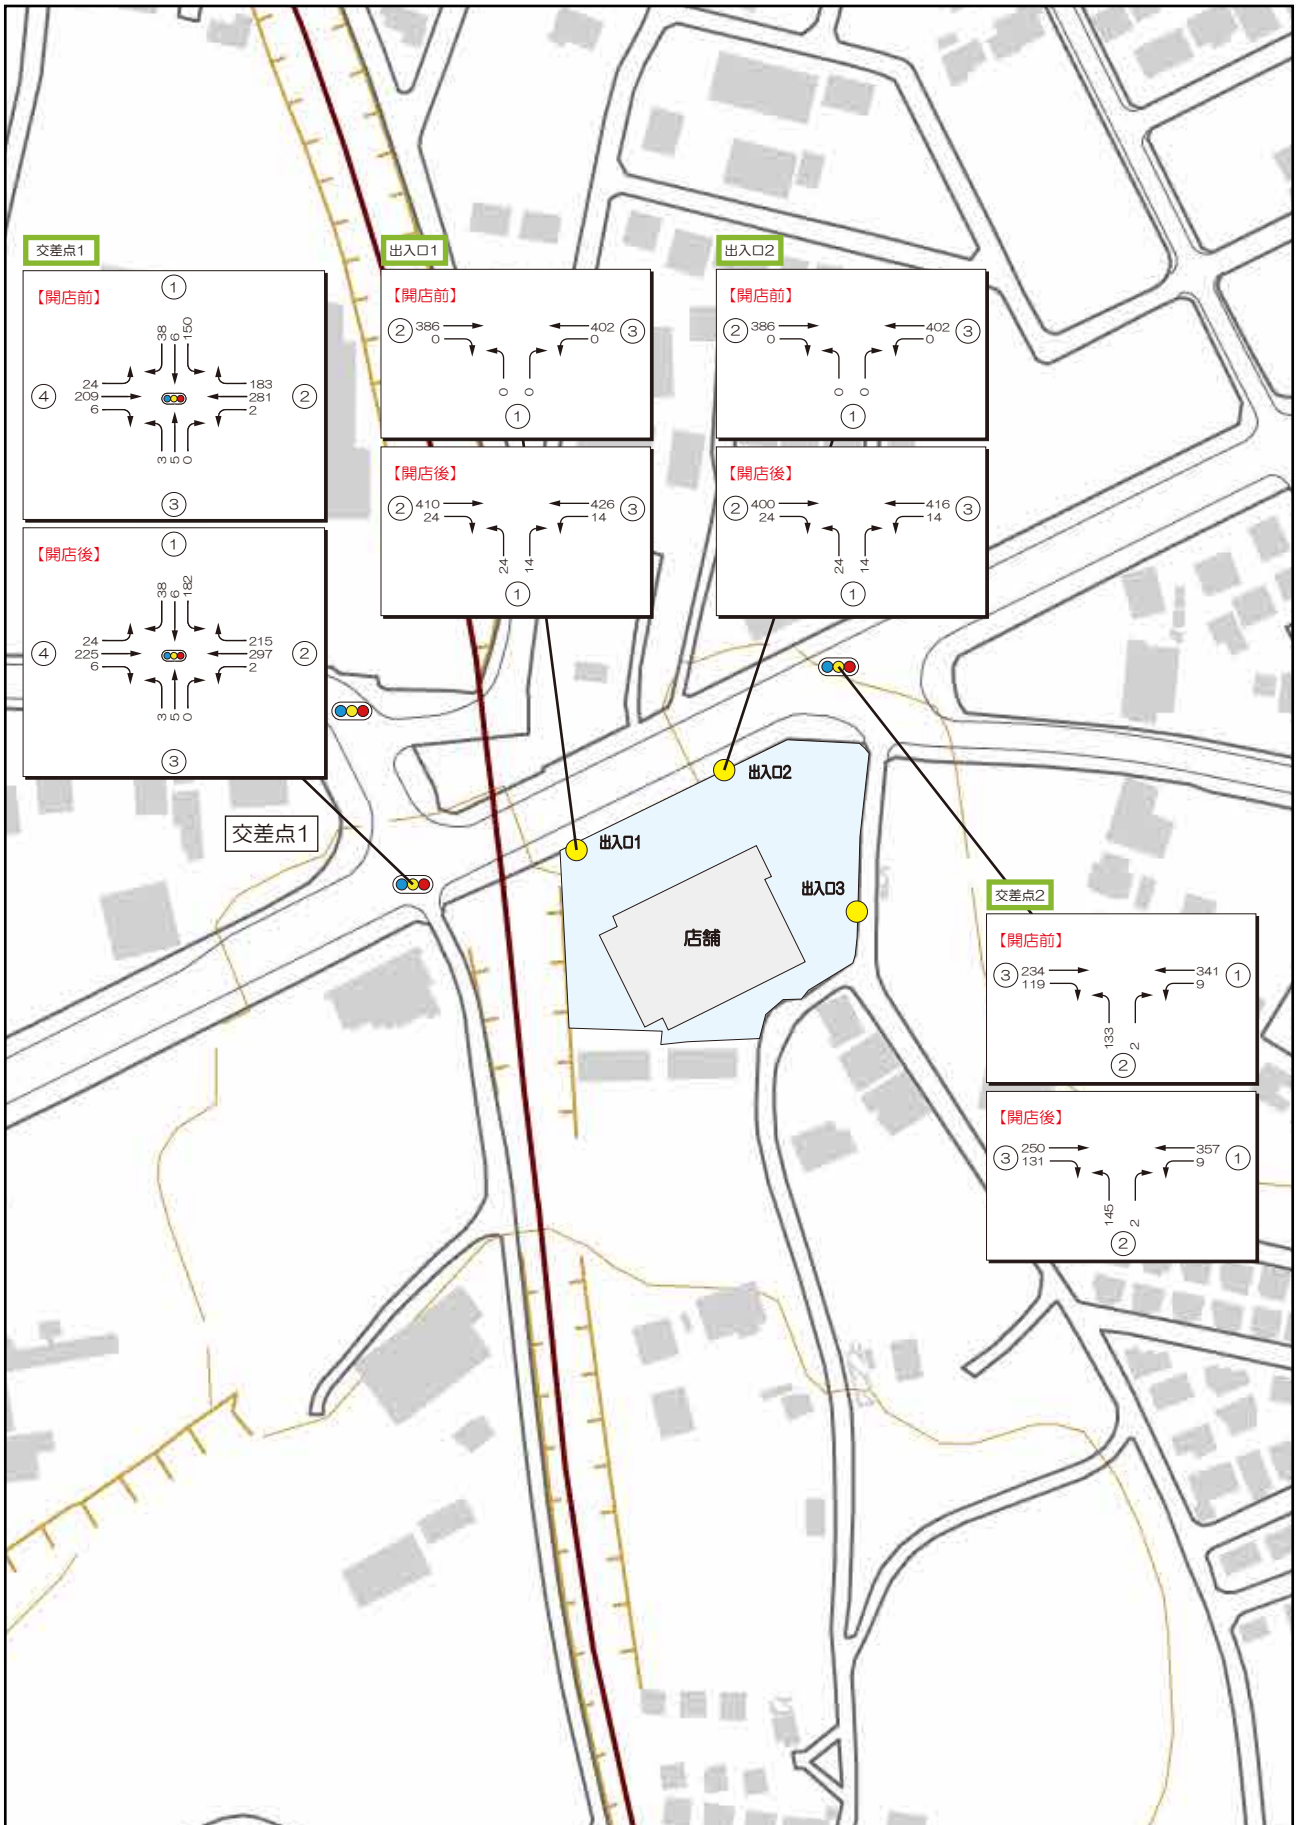 交差点1
【開店前】
①
38 6 150
24
209
6
④
183
281
2
②
3 5 0
③
【開店後】
①
38 6 182
24
225
6
④
215
297
2
②
3 5 0
③
出入口1
【開店前】
② 386
0
402 ③
0
0 0
①
【開店後】
② 410
24
426 ③
14
24 14
①
出入口2
【開店前】
② 386
0
402 ③
0
0 0
①
【開店後】
② 400
24
416 ③
14
24 14
①
交差点1
出入口1
出入口2
出入口3
店舗
交差点2
【開店前】
③ 234
119
341 ①
9
133 2
②
【開店後】
③ 250
131
357 ①
9
145 2
②